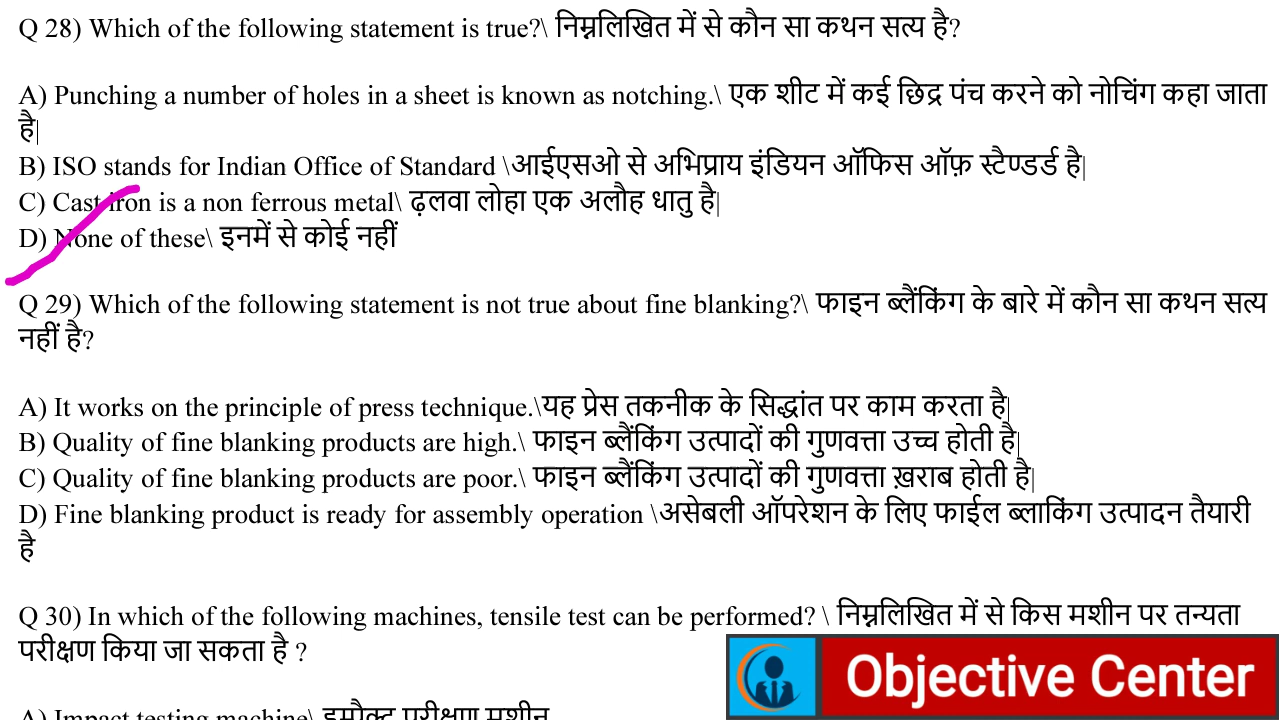 Q 28) Which of the following statement is true?\ निम्नलिखित में से कौन सा कथन सत्य है?
A) Punching a number of holes in a sheet is known as notching.\ एक शीट में कई छिद्र पंच करने को नोचिंग कहा जाता
है|
B) ISO stands for Indian Office of Standard \आईएसओ से अभिप्राय इंडियन ऑफिस ऑफ़ स्टैण्डर्ड है|
C) Cast iron is a non ferrous metal\ ढ़लवा लोहा एक अलौह धातु है|
D) None of these\ इनमें से कोई नहीं
Q 29) Which of the following statement is not true about fine blanking?\ फाइन ब्लैंकिंग के बारे में कौन सा कथन सत्य
नहीं है?
A) It works on the principle of press technique.\यह प्रेस तकनीक के सिद्धांत पर काम करता है|
B) Quality of fine blanking products are high.\ फाइन ब्लैंकिंग उत्पादों की गुणवत्ता उच्च होती है|
C) Quality of fine blanking products are poor.\ फाइन ब्लैंकिंग उत्पादों की गुणवत्ता ख़राब होती है|
D) Fine blanking product is ready for assembly operation \असेबली ऑपरेशन के लिए फाईल ब्लाकिंग उत्पादन तैयारी
है
Q 30) In which of the following machines, tensile test can be performed? \ निम्नलिखित में से किस मशीन पर तन्यता
परीक्षण किया जा सकता है ?
Objective Center
A) Impact testing machine\ इम्पैक्ट परीक्षण मशीन